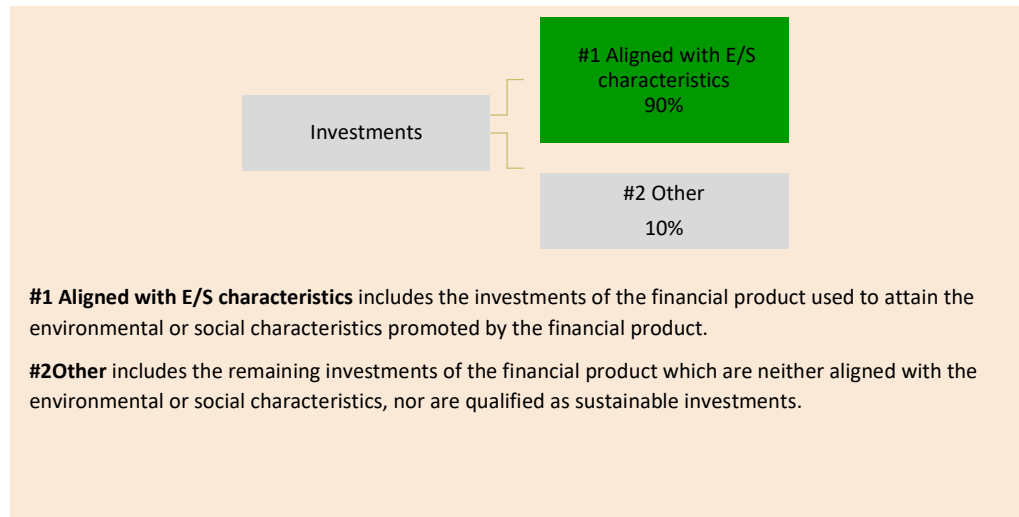 #1 Aligned with E/S
characteristics
90%
Investments
#2 Other
10%
#1 Aligned with E/S characteristics includes the investments of the financial product used to attain the
environmental or social characteristics promoted by the financial product.
#2Other includes the remaining investments of the financial product which are neither aligned with the
environmental or social characteristics, nor are qualified as sustainable investments.